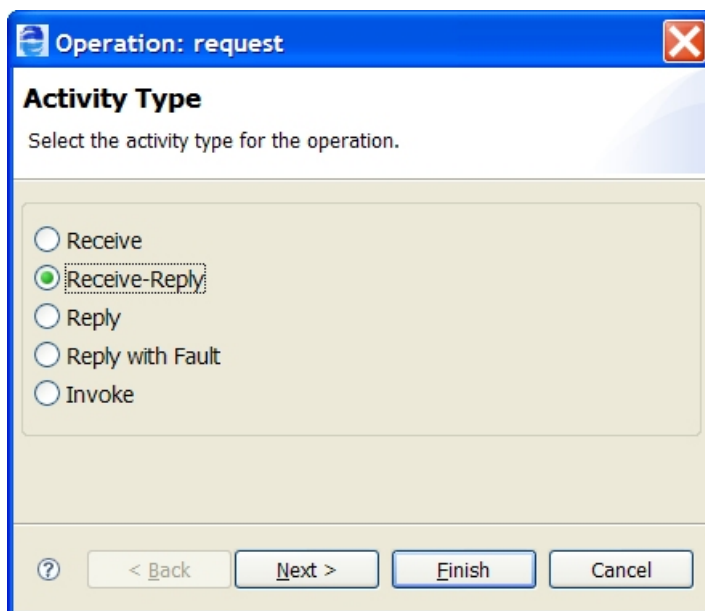 Operation: request
Activity Type
Select the activity type for the operation.
Receive
Receive-Reply
Reply
Reply with Fault
Invoke
? < Back Next > Finish Cancel